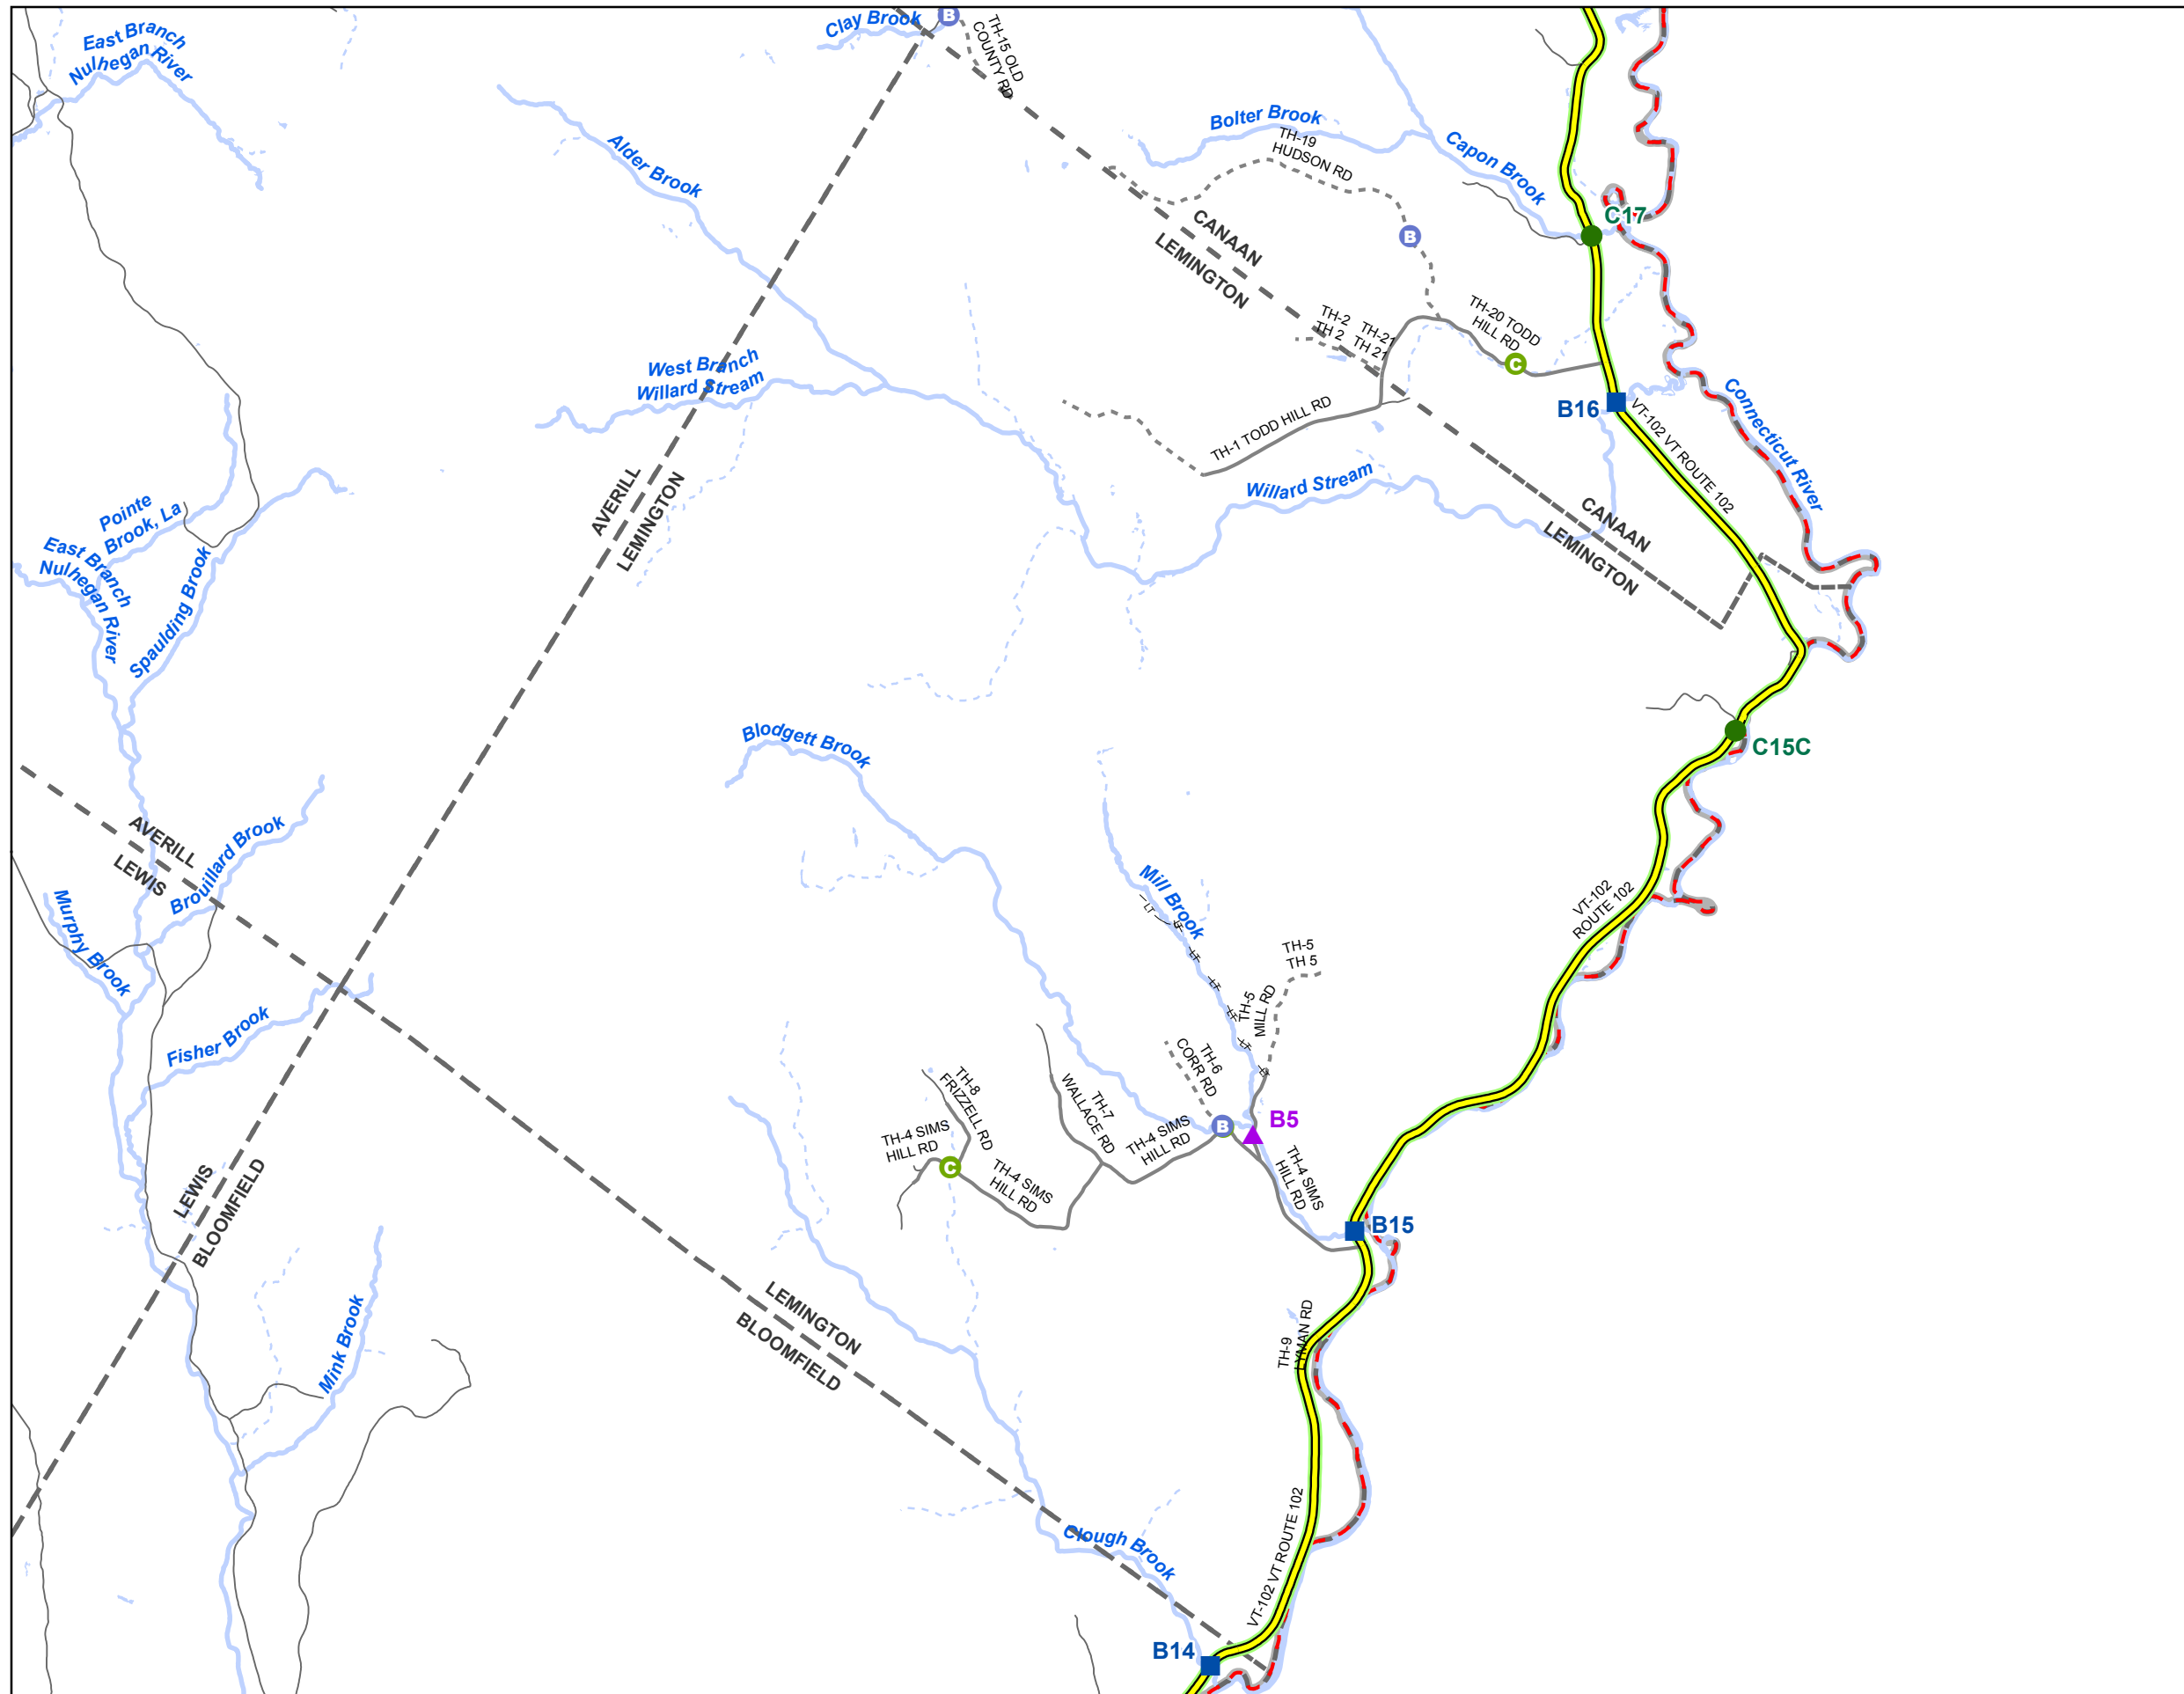 East Branch
Nulhegan River
Clay Brook
B
TH-15 OLD
COUNTY RD
Alder Brook
Bolter Brook
TH-19
HUDSON RD
Capon Brook
C17
CANAAN
LEMINGTON
B
TH-2
TH 2
TH-21
TH 21
TH-20 TODD
HILL RD
C
West Branch
Willard Stream
TH-1 TODD HILL RD
B16
VT-102 VT ROUTE 102
Connecticut River
AVERILL
LEMINGTON
Willard Stream
CANAAN
LEMINGTON
Pointe
Brook, La
East Branch
Nulhegan River
Spaulding Brook
Blodgett Brook
C15C
AVERILL
LEWIS
Brouillard Brook
Murphy Brook
Mill Brook
LT
LT
LT
LT
LT
LT
LT
VT-102
ROUTE 102
TH-5
TH 5
TH-5
MILL RD
Fisher Brook
TH-6
CORR RD
TH-8
FRIZZELL RD
TH-7
WALLACE RD
TH-4 SIMS
HILL RD
TH-4 SIMS
HILL RD
B
B5
C
TH-4 SIMS
HILL RD
TH-4 SIMS
HILL RD
LEWIS
BLOOMFIELD
B15
Mink Brook
LEMINGTON
BLOOMFIELD
TH-9
LYMAN RD
VT-102 VT ROUTE 102
Clough Brook
B14